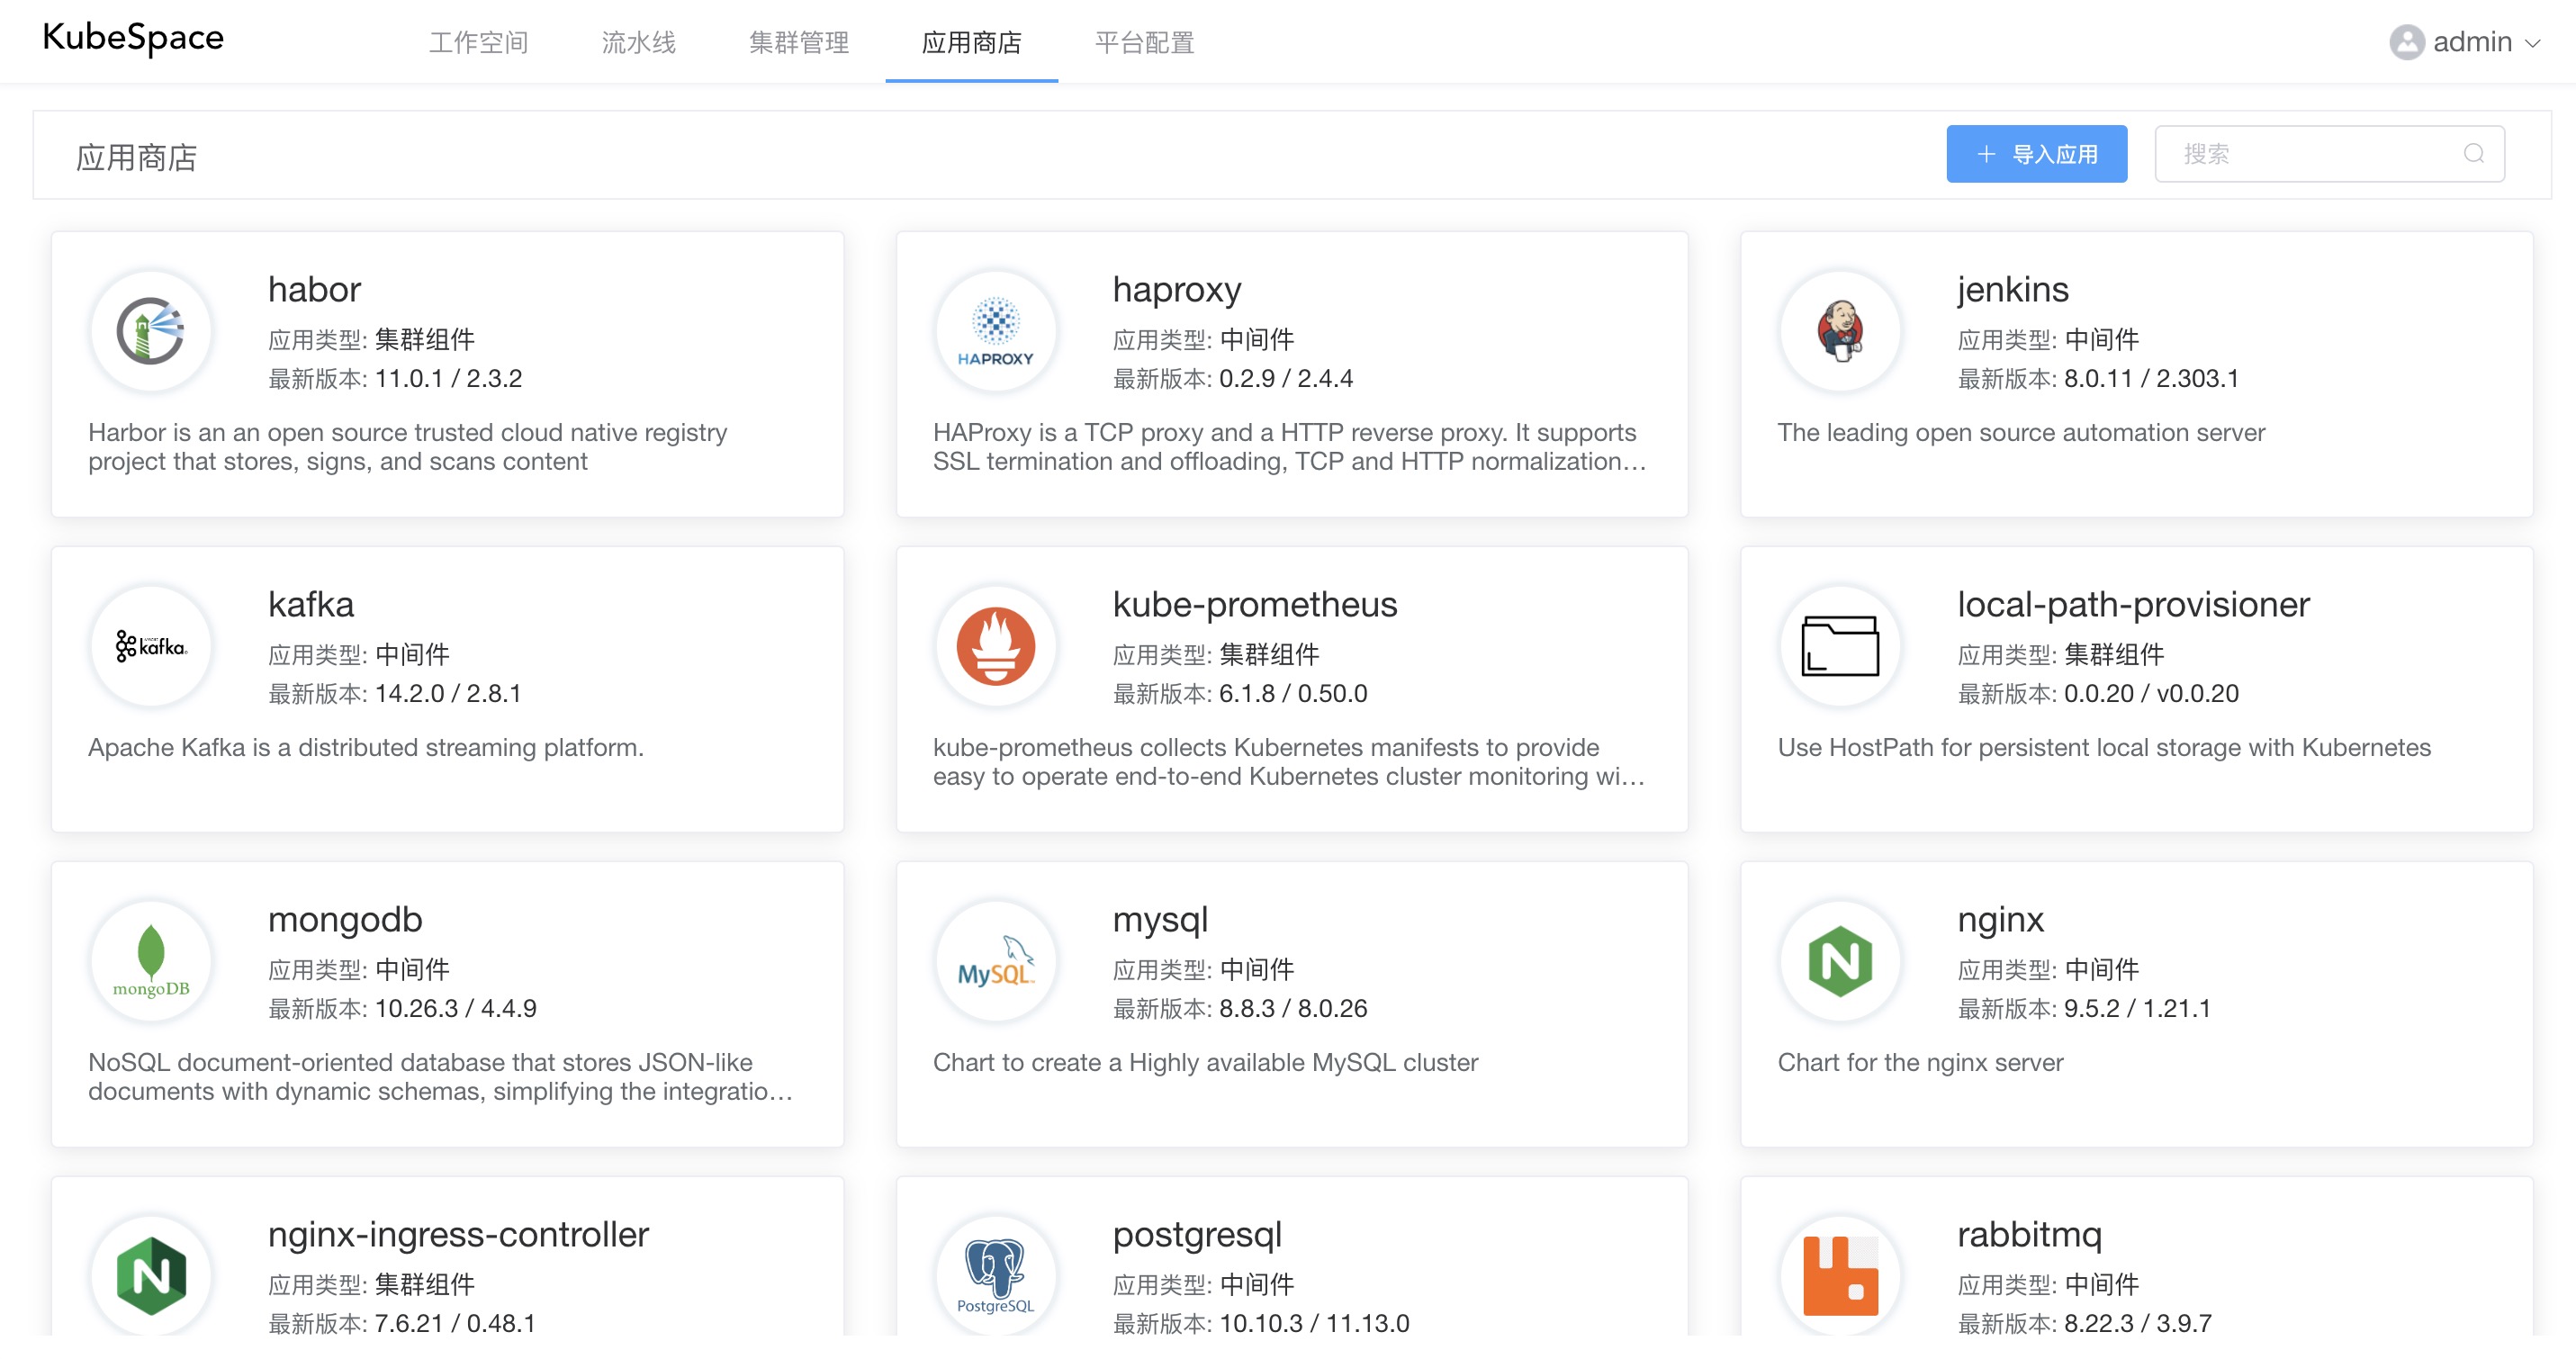 KubeSpace
工作空间
流水线
集群管理
应用商店
平台配置
admin
应用商店
导入应用
搜索
habor
应用类型: 集群组件
最新版本: 11.0.1 / 2.3.2
Harbor is an an open source trusted cloud native registry
project that stores, signs, and scans content
HAPROXY
haproxy
应用类型: 中间件
最新版本: 0.2.9 / 2.4.4
HAProxy is a TCP proxy and a HTTP reverse proxy. It supports
SSL termination and offloading, TCP and HTTP normalization…
jenkins
应用类型: 中间件
最新版本: 8.0.11 / 2.303.1
The leading open source automation server
kafka
kafka
应用类型: 中间件
最新版本: 14.2.0 / 2.8.1
Apache Kafka is a distributed streaming platform.
kube-prometheus
应用类型: 集群组件
最新版本: 6.1.8 / 0.50.0
kube-prometheus collects Kubernetes manifests to provide
easy to operate end-to-end Kubernetes cluster monitoring wi…
local-path-provisioner
应用类型: 集群组件
最新版本: 0.0.20 / v0.0.20
Use HostPath for persistent local storage with Kubernetes
mongoDB
mongodb
应用类型: 中间件
最新版本: 10.26.3 / 4.4.9
NoSQL document-oriented database that stores JSON-like
documents with dynamic schemas, simplifying the integratio…
MySQL
mysql
应用类型: 中间件
最新版本: 8.8.3 / 8.0.26
Chart to create a Highly available MySQL cluster
N
nginx
应用类型: 中间件
最新版本: 9.5.2 / 1.21.1
Chart for the nginx server
N
nginx-ingress-controller
应用类型: 集群组件
最新版本: 7.6.21 / 0.48.1
PostgreSQL
postgresql
应用类型: 中间件
最新版本: 10.10.3 / 11.13.0
rabbitmq
应用类型: 中间件
最新版本: 8.22.3 / 3.9.7